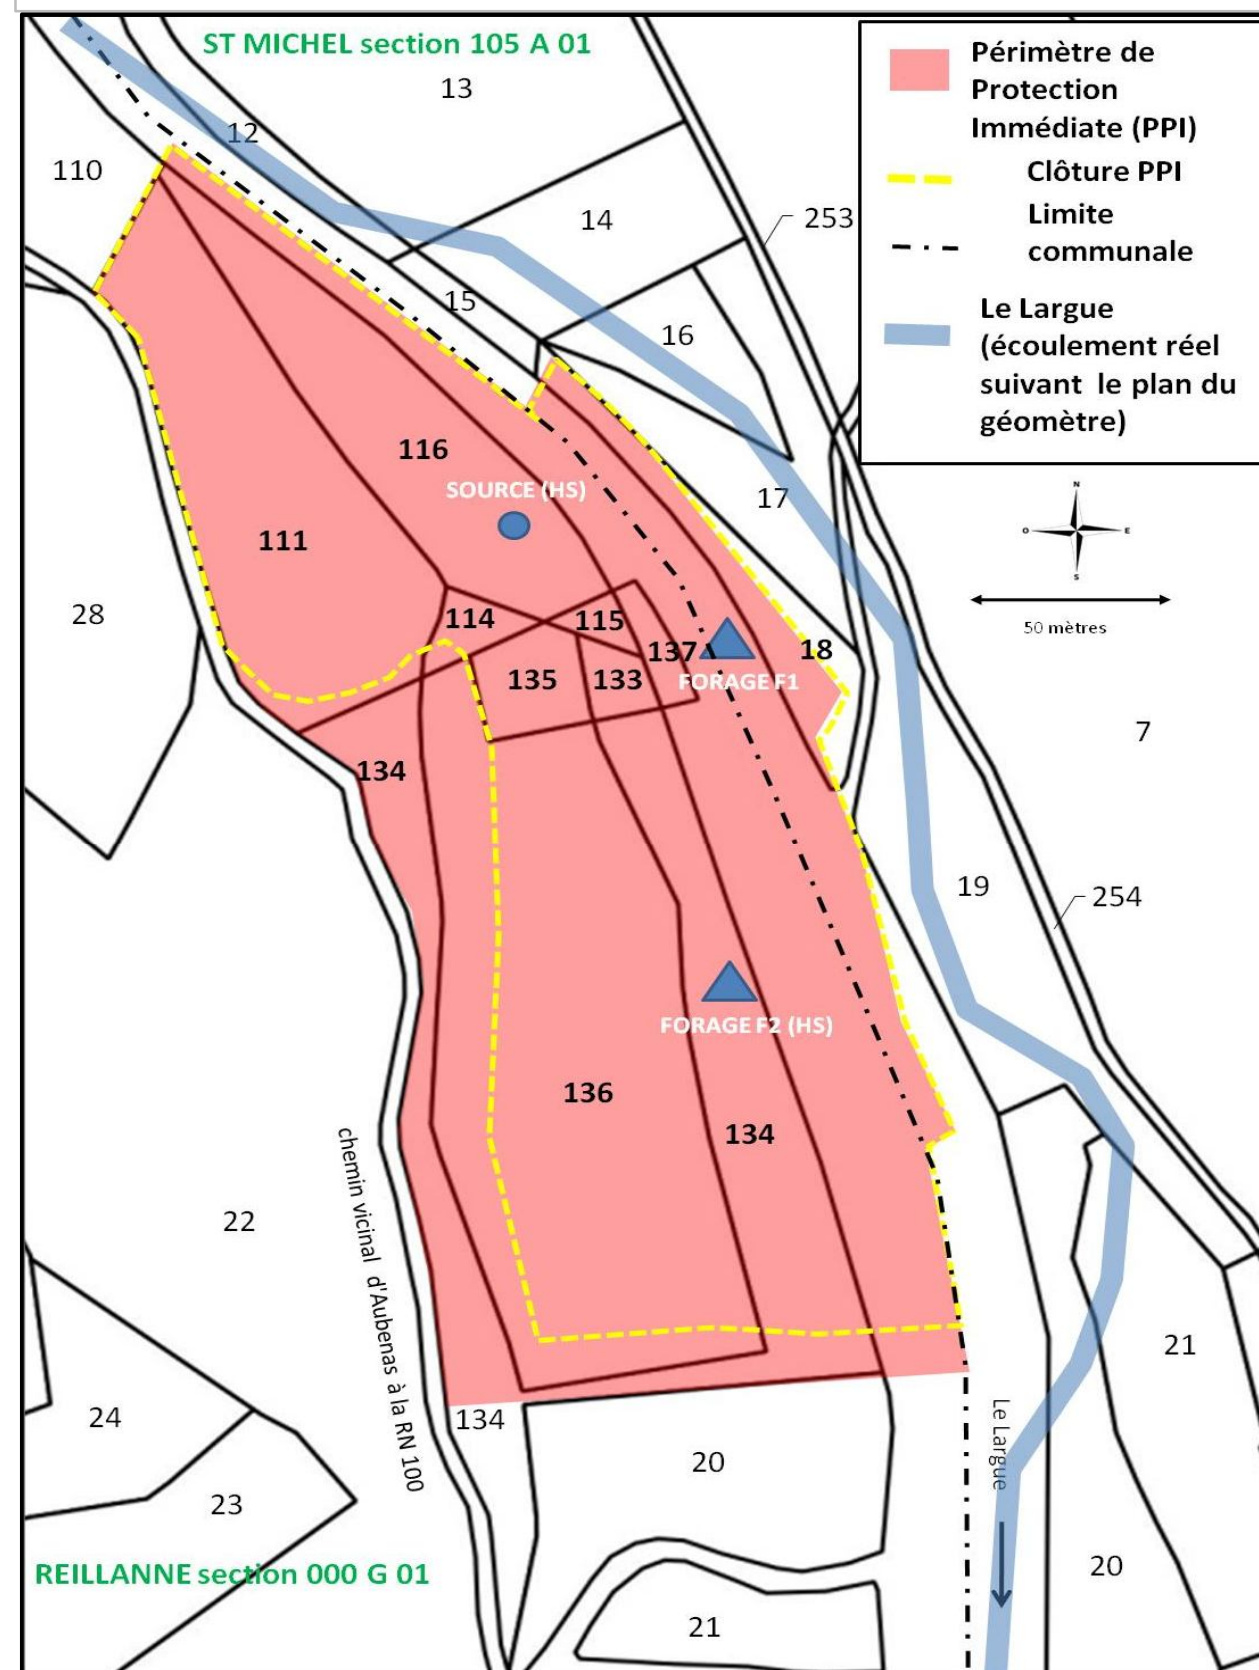 ST MICHEL section 105 A 01
13
12
110
14
253
15
16
Périmètre de
Protection
Immédiate (PPI)
Clôture PPI
Limite
communale
Le Largue
(écoulement réel
suivant le plan du
géomètre)
116
SOURCE (HS)
17
N
O
E
S
50 mètres
111
28
114
115
137
18
135
133
FORAGE F1
7
134
19
254
FORAGE F2 (HS)
136
134
chemin vicinal d'Aubenas à la RN 100
22
21
24
134
Le Largue
20
23
REILLANNE section 000 G 01
20
21